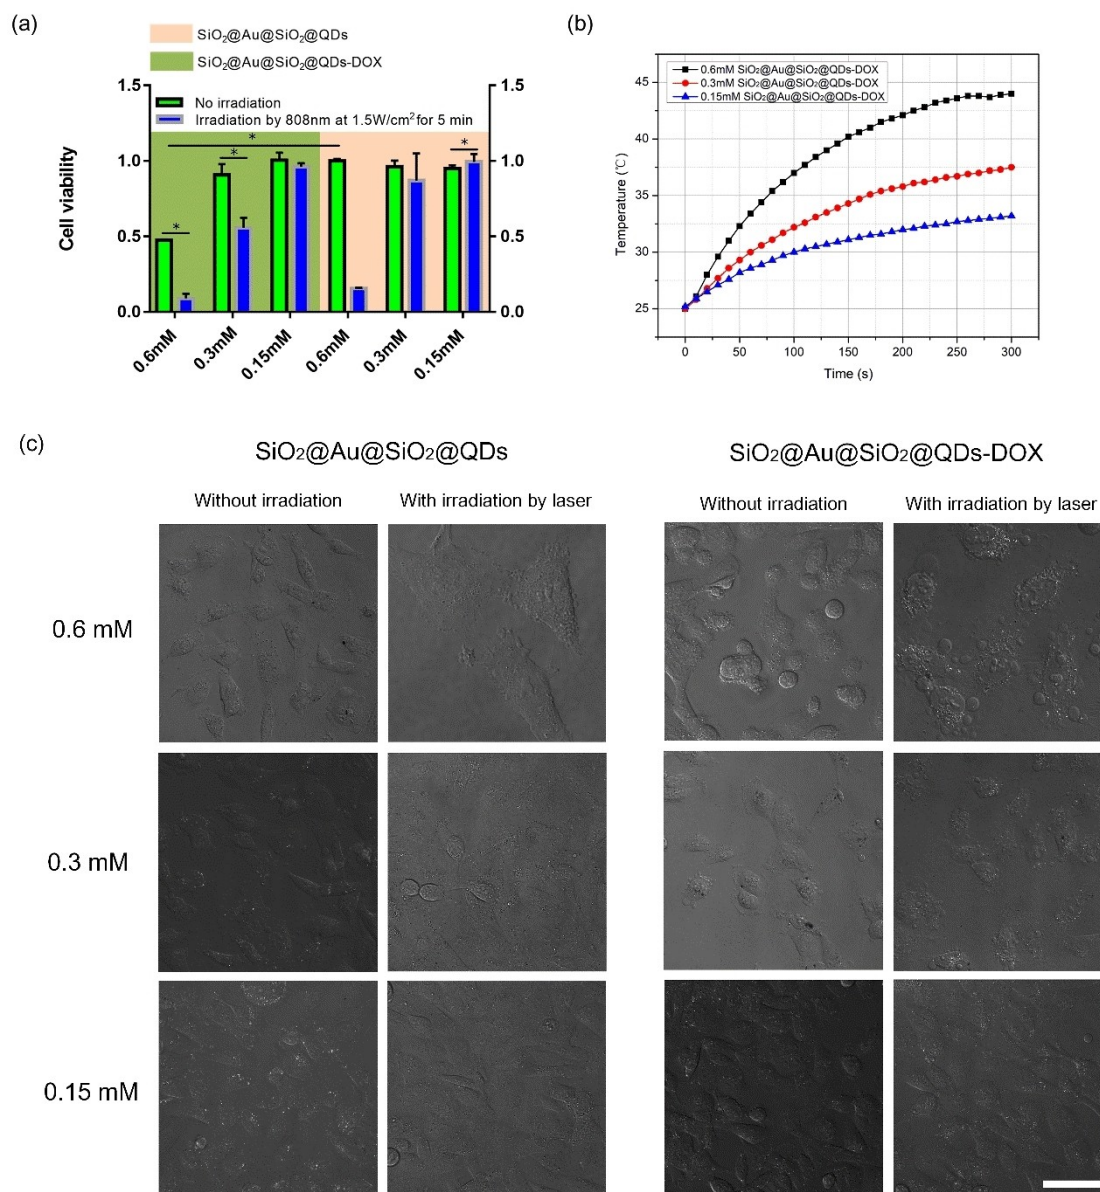 (a)
SiO₂@Au@SiO₂@QDs
SiO₂@Au@SiO₂@QDs-DOX
No irradiation
Irradiation by 808nm at 1.5W/cm² for 5 min
Cell viability
1.5
1.0
0.5
0.0
1.5
1.0
0.5
0.0
*
*
*
*
0.6mM
0.3mM
0.15mM
0.6mM
0.3mM
0.15mM
(b)
0.6mM SiO₂@Au@SiO₂@QDs-DOX
0.3mM SiO₂@Au@SiO₂@QDs-DOX
0.15mM SiO₂@Au@SiO₂@QDs-DOX
Temperature (℃)
45
40
35
30
25
0
50
100
150
200
250
300
Time (s)
(c)
SiO₂@Au@SiO₂@QDs
SiO₂@Au@SiO₂@QDs-DOX
Without irradiation
With irradiation by laser
Without irradiation
With irradiation by laser
0.6 mM
0.3 mM
0.15 mM